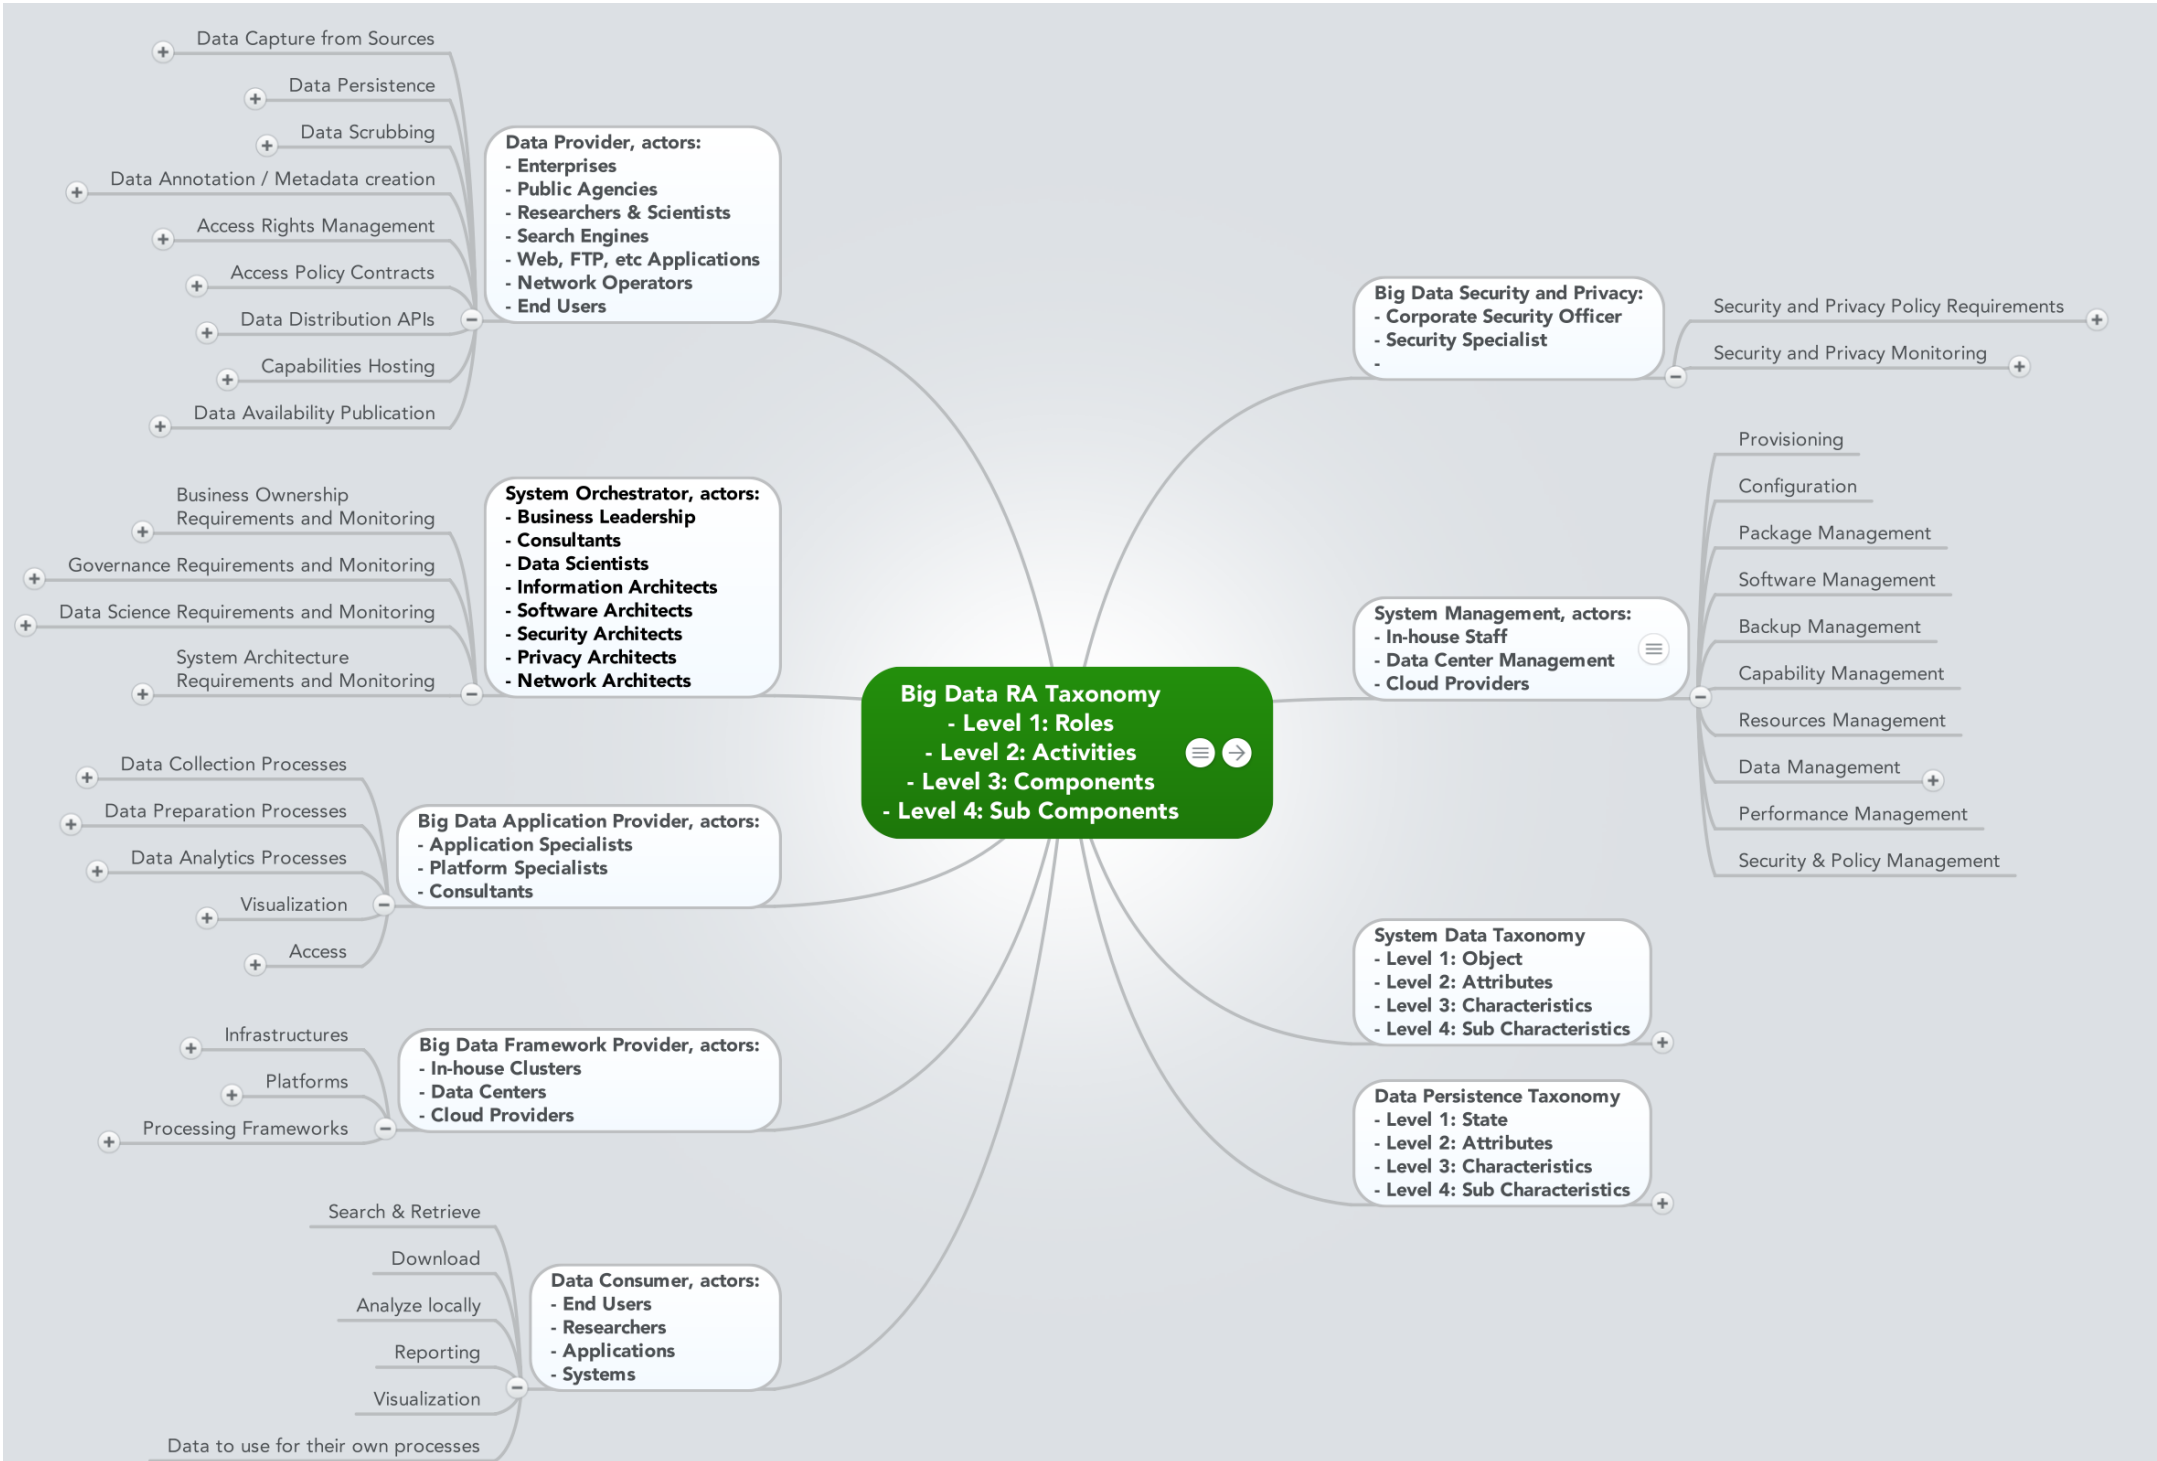 Data Capture from Sources
Data Persistence
Data Scrubbing
Data Annotation / Metadata creation
Access Rights Management
Access Policy Contracts
Data Distribution APIs
Capabilities Hosting
Data Availability Publication
Data Provider, actors:
- Enterprises
- Public Agencies
- Researchers & Scientists
- Search Engines
- Web, FTP, etc Applications
- Network Operators
- End Users
Business Ownership
Requirements and Monitoring
Governance Requirements and Monitoring
Data Science Requirements and Monitoring
System Architecture
Requirements and Monitoring
System Orchestrator, actors:
- Business Leadership
- Consultants
- Data Scientists
- Information Architects
- Software Architects
- Security Architects
- Privacy Architects
- Network Architects
Data Collection Processes
Data Preparation Processes
Data Analytics Processes
Visualization
Access
Big Data Application Provider, actors:
- Application Specialists
- Platform Specialists
- Consultants
Infrastructures
Platforms
Processing Frameworks
Big Data Framework Provider, actors:
- In-house Clusters
- Data Centers
- Cloud Providers
Search & Retrieve
Download
Analyze locally
Reporting
Visualization
Data to use for their own processes
Data Consumer, actors:
- End Users
- Researchers
- Applications
- Systems
Big Data RA Taxonomy
- Level 1: Roles
- Level 2: Activities
- Level 3: Components
- Level 4: Sub Components
Big Data Security and Privacy:
- Corporate Security Officer
- Security Specialist
-
Security and Privacy Policy Requirements
Security and Privacy Monitoring
System Management, actors:
- In-house Staff
- Data Center Management
- Cloud Providers
Provisioning
Configuration
Package Management
Software Management
Backup Management
Capability Management
Resources Management
Data Management
Performance Management
Security & Policy Management
System Data Taxonomy
- Level 1: Object
- Level 2: Attributes
- Level 3: Characteristics
- Level 4: Sub Characteristics
Data Persistence Taxonomy
- Level 1: State
- Level 2: Attributes
- Level 3: Characteristics
- Level 4: Sub Characteristics